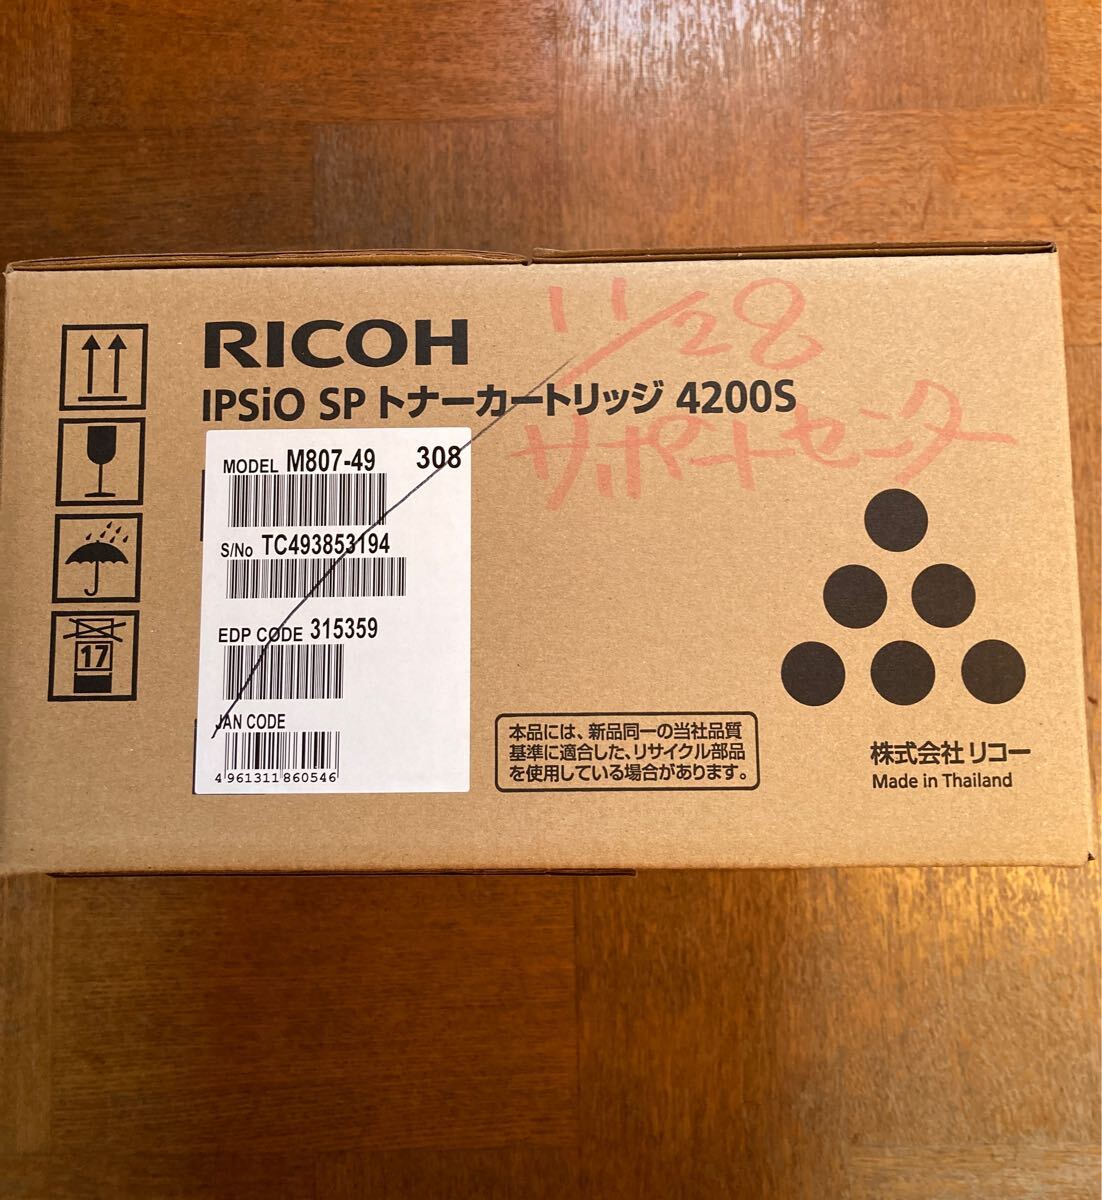 11/28
RICOH
IPSiO SP トナーカートリッジ 4200S
サポートセンター
MODEL M807-49 308
S/No TC493853194
EDP CODE 315359
JAN CODE
4 961311 860546
17
本品には、新品同一の当社品質
基準に適合した、リサイクル部品
を使用している場合があります。
株式会社 リコー
Made in Thailand